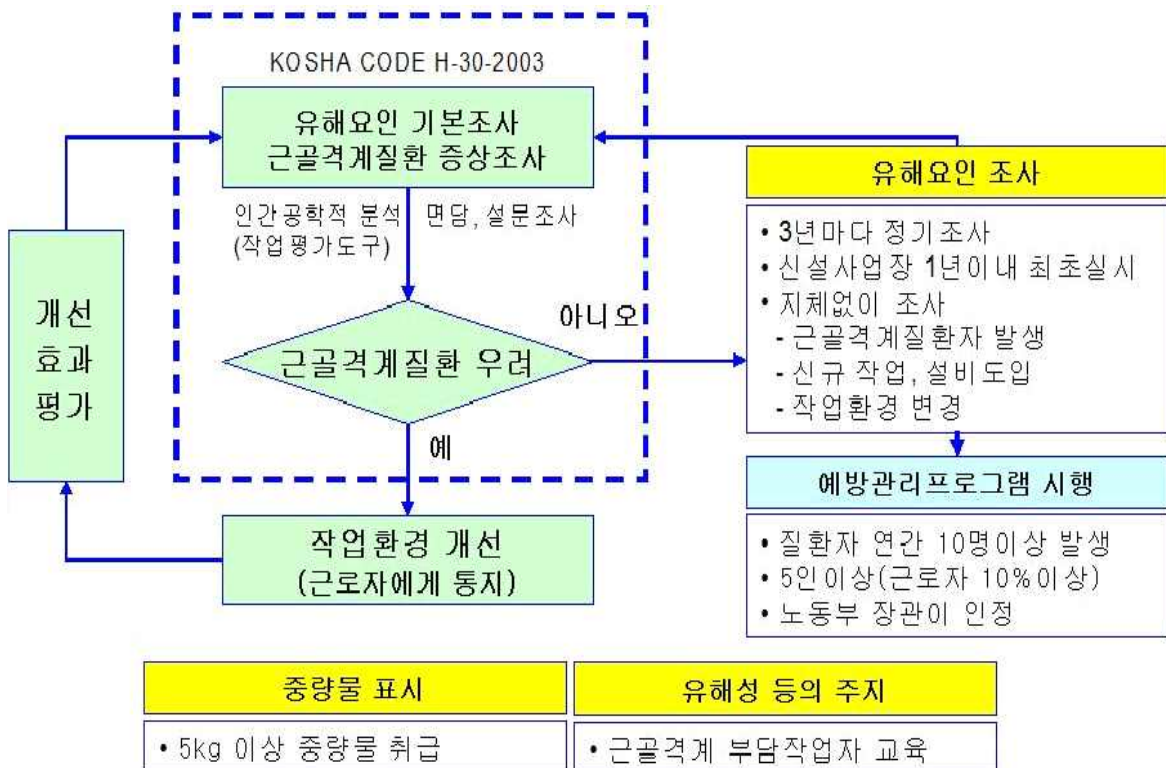 KOSHA CODE H-30-2003
유해요인 기본조사
근골격계질환 증상조사
인간공학적 분석
(작업평가도구)
면담, 설문조사
근골격계질환 우려
아니오
예
작업환경 개선
(근로자에게 통지)
개선
효과
평가
유해요인 조사
• 3년마다 정기조사
• 신설사업장 1년이내 최초실시
• 지체없이 조사
- 근골격계질환자 발생
- 신규 작업, 설비도입
- 작업환경 변경
예방관리프로그램 시행
• 질환자 연간 10명이상 발생
• 5인이상(근로자 10%이상)
• 노동부 장관이 인정
중량물 표시
• 5kg 이상 중량물 취급
유해성 등의 주지
• 근골격계 부담작업자 교육